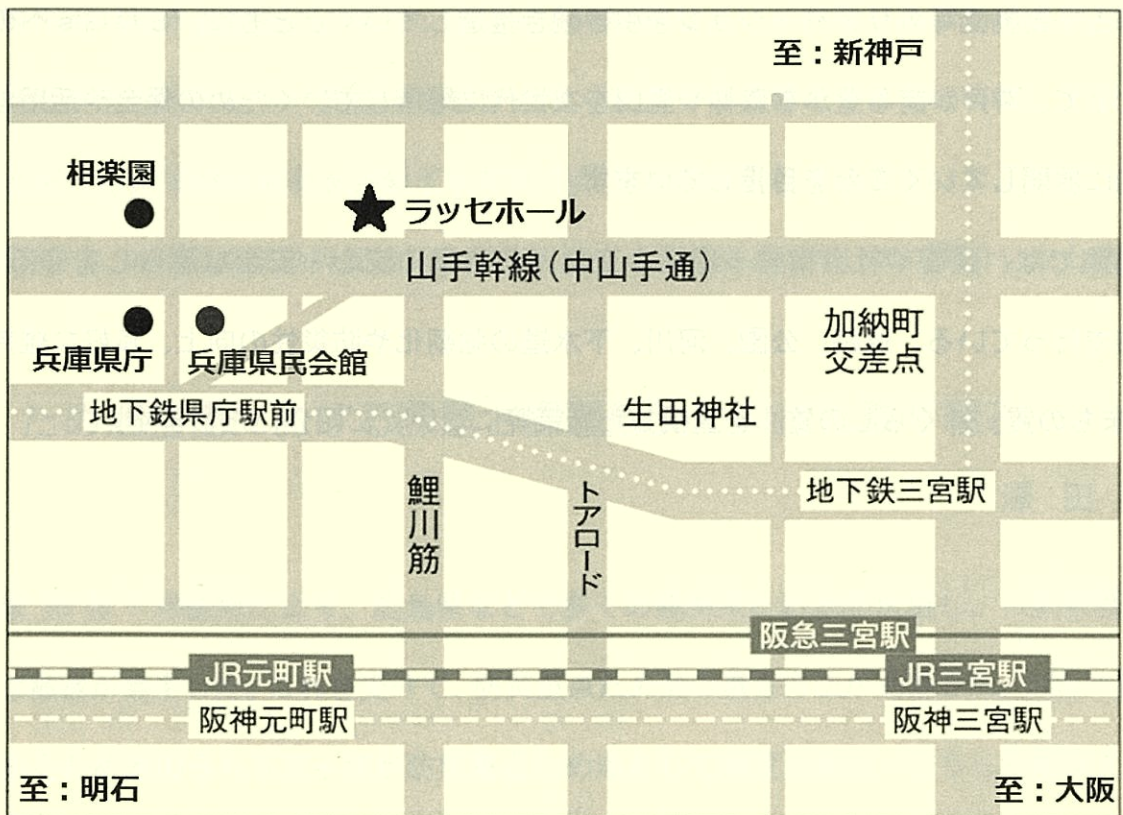 至：新神戸
相楽園
ラッセホール
山手幹線（中山手通）
加納町
交差点
兵庫県庁
兵庫県民会館
地下鉄県庁駅前
生田神社
地下鉄三宮駅
鯉川筋
トアロード
阪急三宮駅
JR元町駅
JR三宮駅
阪神元町駅
阪神三宮駅
至：明石
至：大阪